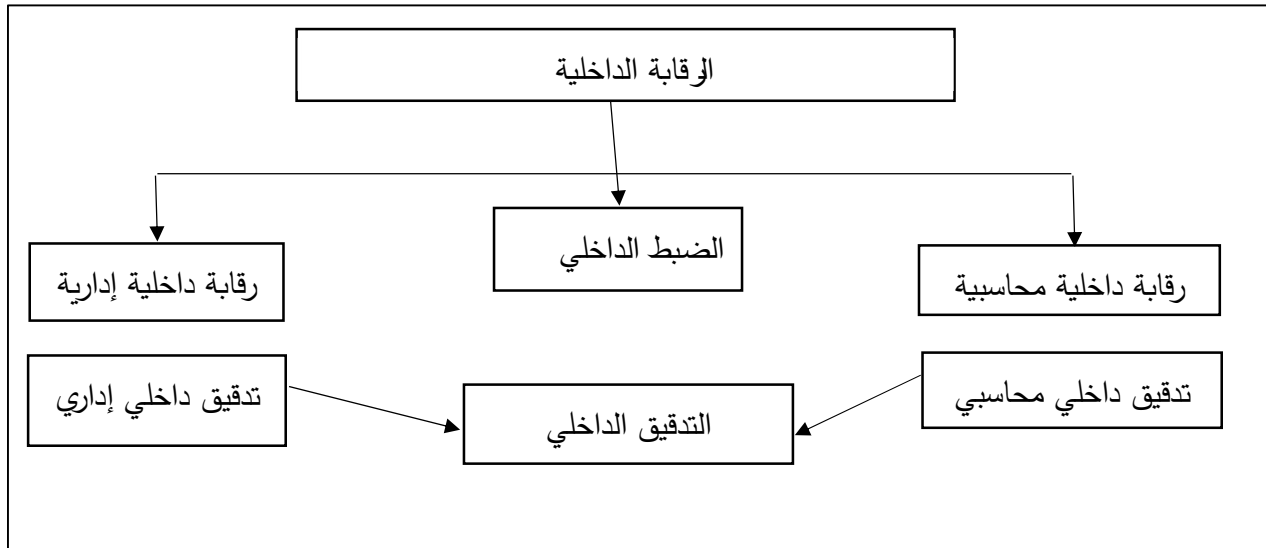 الرقابة الداخلية
رقابة داخلية محاسبية
الضبط الداخلي
رقابة داخلية إدارية
تدقيق داخلي محاسبي
التدقيق الداخلي
تدقيق داخلي إداري